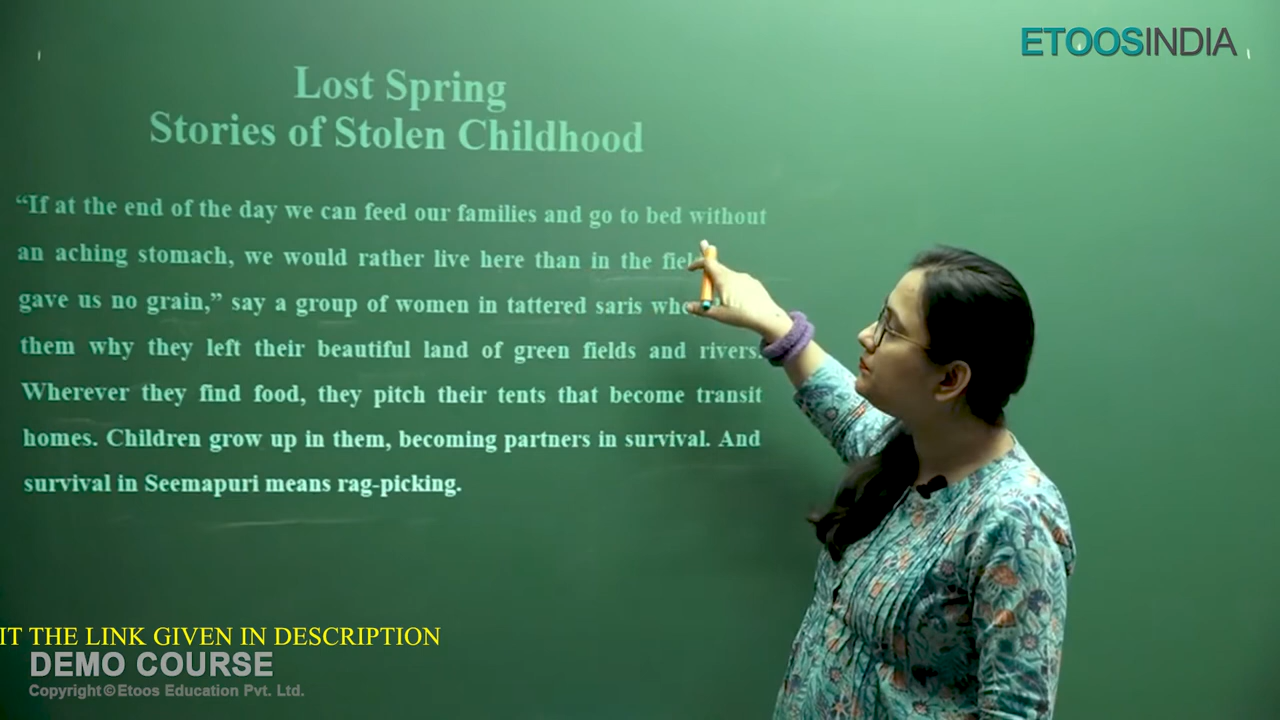 ETOOSINDIA
Lost Spring
Stories of Stolen Childhood
“If at the end of the day we can feed our families and go to bed without
an aching stomach, we would rather live here than in the
gave us no grain,” say a group of women in tattered saris
them why they left their beautiful land of green fields and rivers.
Wherever they find food, they pitch their tents that become transit
homes. Children grow up in them, becoming partners in survival. And
survival in Seemapuri means rag-picking.
IT THE LINK GIVEN IN DESCRIPTION
DEMO COURSE
Copyright © Etoos Education Pvt. Ltd.